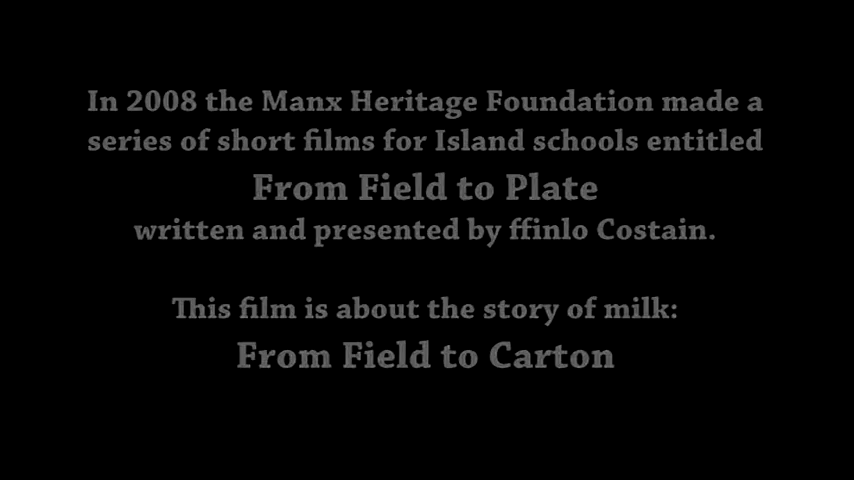 In 2008 the Manx Heritage Foundation made a
series of short films for Island schools entitled
From Field to Plate
written and presented by ffinlo Costain.
This film is about the story of milk:
From Field to Carton